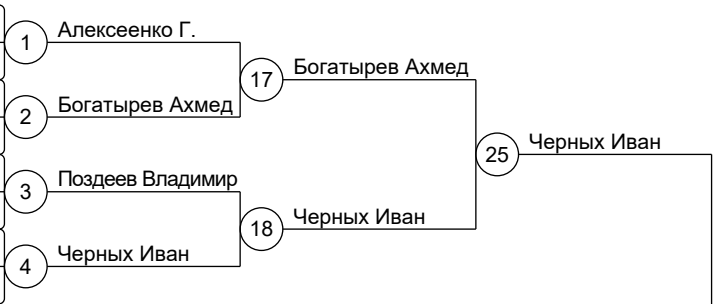 1
Алексеенко Г.
17
Богатырев Ахмед
2
Богатырев Ахмед
25
Черных Иван
3
Поздеев Владимир
18
Черных Иван
4
Черных Иван